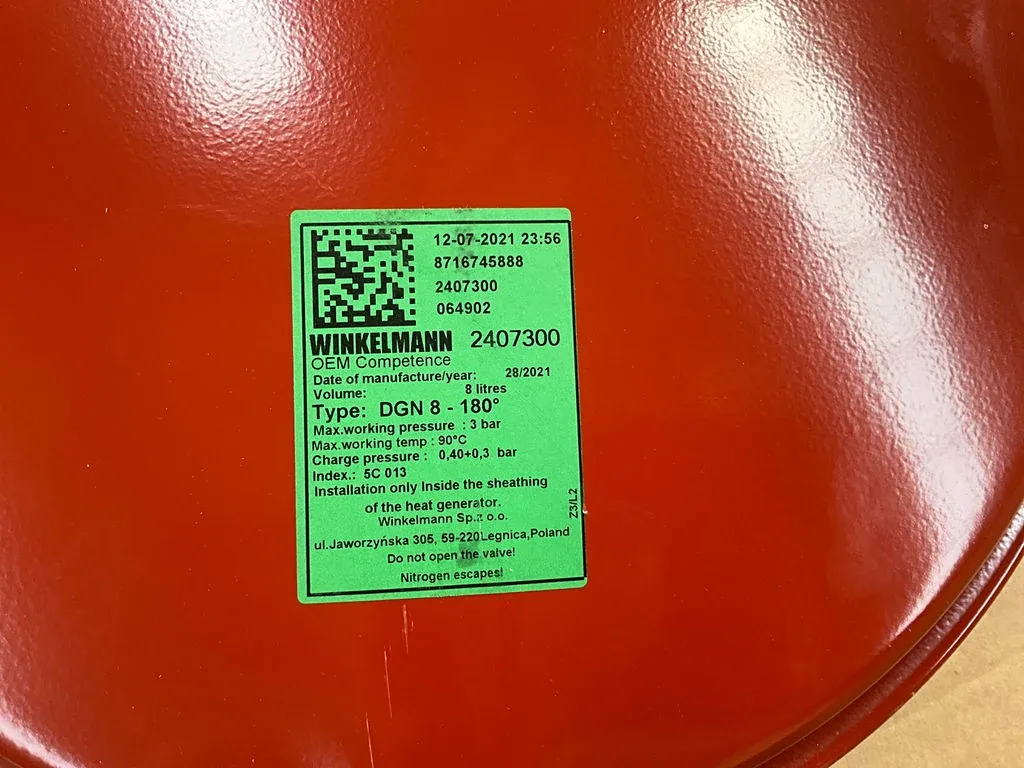 12-07-2021 23:56
8716745888
2407300
064902
WINKELMANN 2407300
OEM Competence
Date of manufacture/year: 28/2021
Volume: 8 litres
Type: DGN 8 - 180°
Max.working pressure : 3 bar
Max.working temp : 90°C
Charge pressure : 0,40+0,3 bar
Index.: 5C 013
Installation only Inside the sheathing
of the heat generator.
Winkelmann Sp.z o.o.
ul.Jaworzyńska 305, 59-220Legnica,Poland
Do not open the valve!
Nitrogen escapes!
Z3/L2